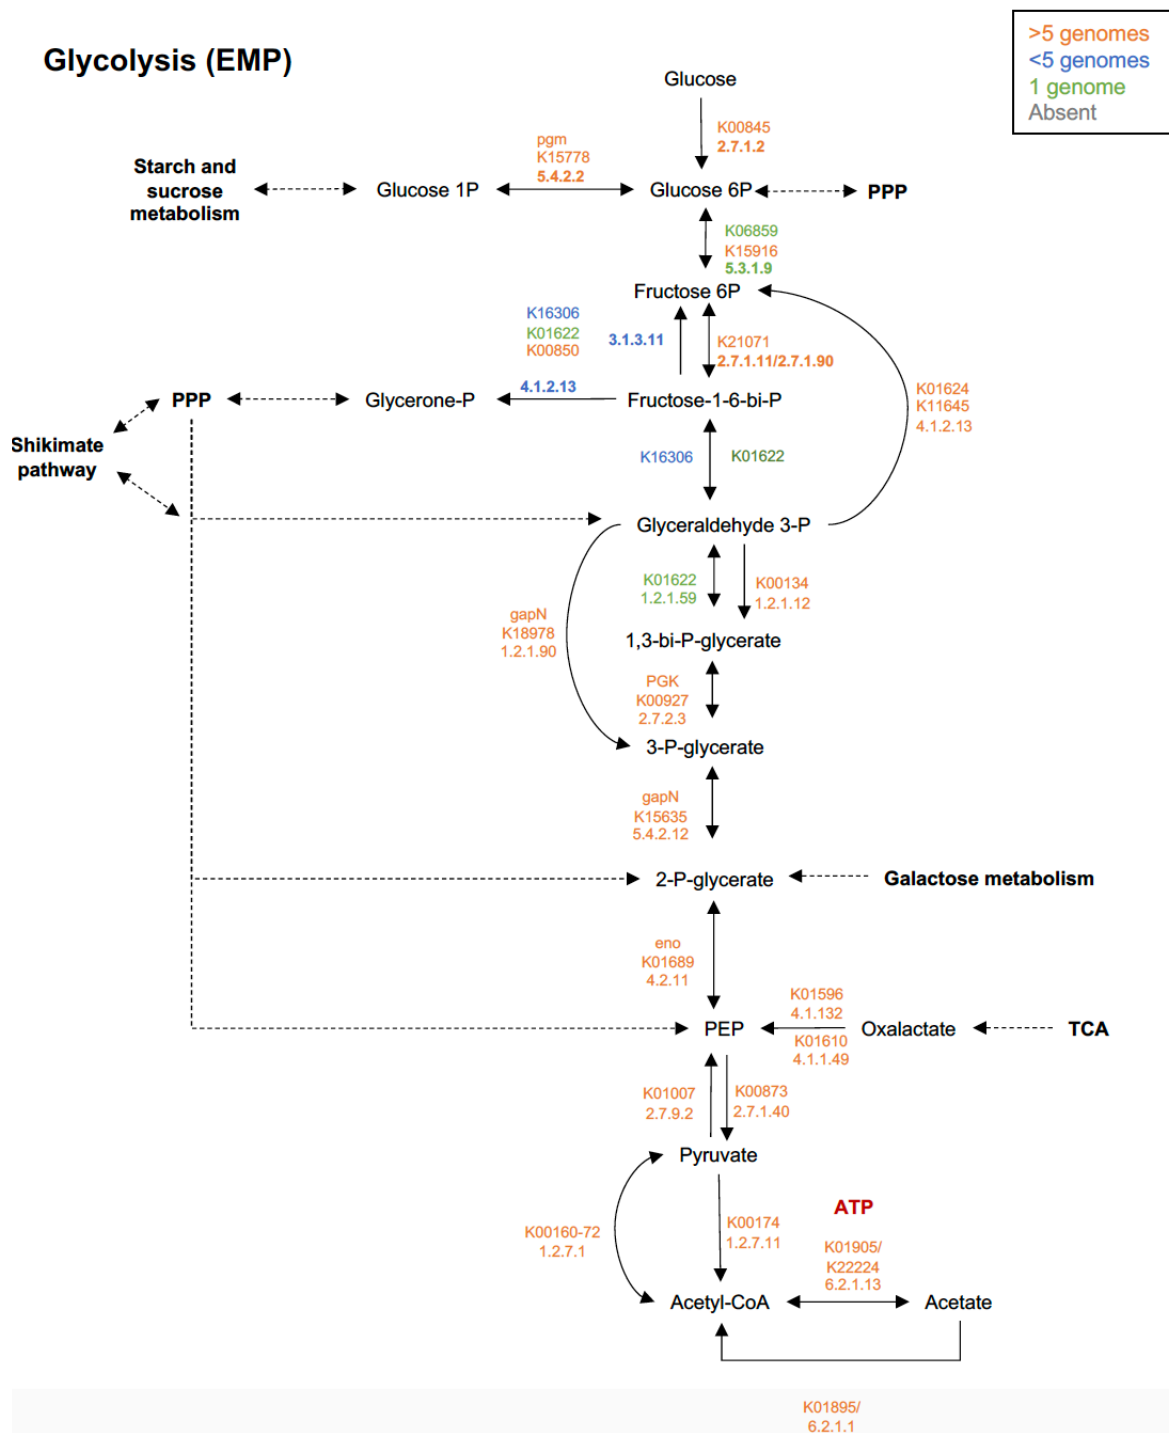 >5 genomes
<5 genomes
1 genome
Absent
Glycolysis (EMP)
Glucose
K00845
2.7.1.2
pgm
K15778
5.4.2.2
Starch and
sucrose
metabolism
Glucose 1P
Glucose 6P
PPP
K06859
K15916
5.3.1.9
Fructose 6P
K16306
K01622
K00850
3.1.3.11
K21071
2.7.1.11/2.7.1.90
K01624
K11645
4.1.2.13
4.1.2.13
PPP
Glycerone-P
Fructose-1-6-bi-P
Shikimate
pathway
K16306
K01622
Glyceraldehyde 3-P
K01622
1.2.1.59
K00134
1.2.1.12
gapN
K18978
1.2.1.90
1,3-bi-P-glycerate
PGK
K00927
2.7.2.3
3-P-glycerate
gapN
K15635
5.4.2.12
2-P-glycerate
Galactose metabolism
eno
K01689
4.2.11
K01596
4.1.132
PEP
Oxalactate
TCA
K01610
4.1.1.49
K01007
2.7.9.2
K00873
2.7.1.40
Pyruvate
K00160-72
1.2.7.1
K00174
1.2.7.11
ATP
K01905/
K22224
6.2.1.13
Acetyl-CoA
Acetate
K01895/
6.2.1.1